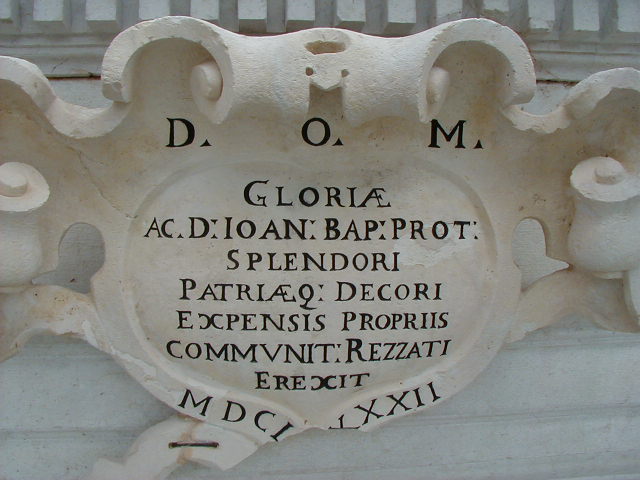 D. O. M.
GLORIÆ
AC. D: IOAN: BAP: PROT:
SPLENDORI
PATRIÆQ: DECORI
EXPENSIS PROPRIIS
COMMVNIT: REZZATI
EREXIT